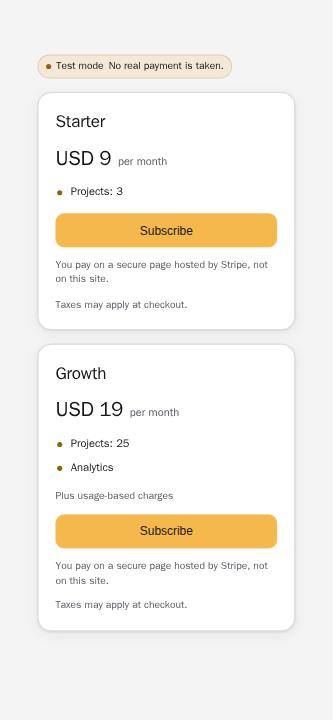 Test mode No real payment is taken.
Starter
USD 9 per month
Projects: 3
Subscribe
You pay on a secure page hosted by Stripe, not
on this site.
Taxes may apply at checkout.
Growth
USD 19 per month
Projects: 25
Analytics
Plus usage-based charges
Subscribe
You pay on a secure page hosted by Stripe, not
on this site.
Taxes may apply at checkout.